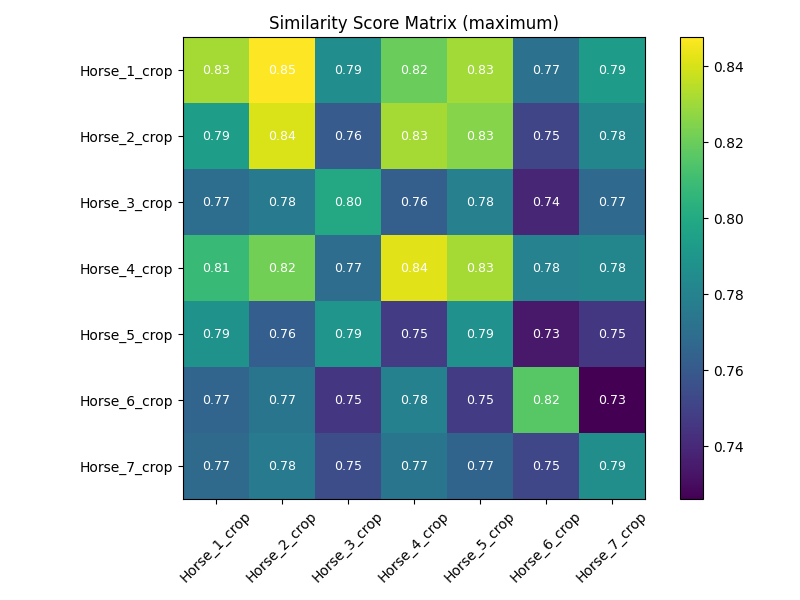 Similarity Score Matrix (maximum)
Horse_1_crop 0.83 0.85 0.79 0.82 0.83 0.77 0.79
Horse_2_crop 0.79 0.84 0.76 0.83 0.83 0.75 0.78
Horse_3_crop 0.77 0.78 0.80 0.76 0.78 0.74 0.77
Horse_4_crop 0.81 0.82 0.77 0.84 0.83 0.78 0.78
Horse_5_crop 0.79 0.76 0.79 0.75 0.79 0.73 0.75
Horse_6_crop 0.77 0.77 0.75 0.78 0.75 0.82 0.73
Horse_7_crop 0.77 0.78 0.75 0.77 0.77 0.75 0.79
Horse_1_crop Horse_2_crop Horse_3_crop Horse_4_crop Horse_5_crop Horse_6_crop Horse_7_crop
0.84
0.82
0.80
0.78
0.76
0.74